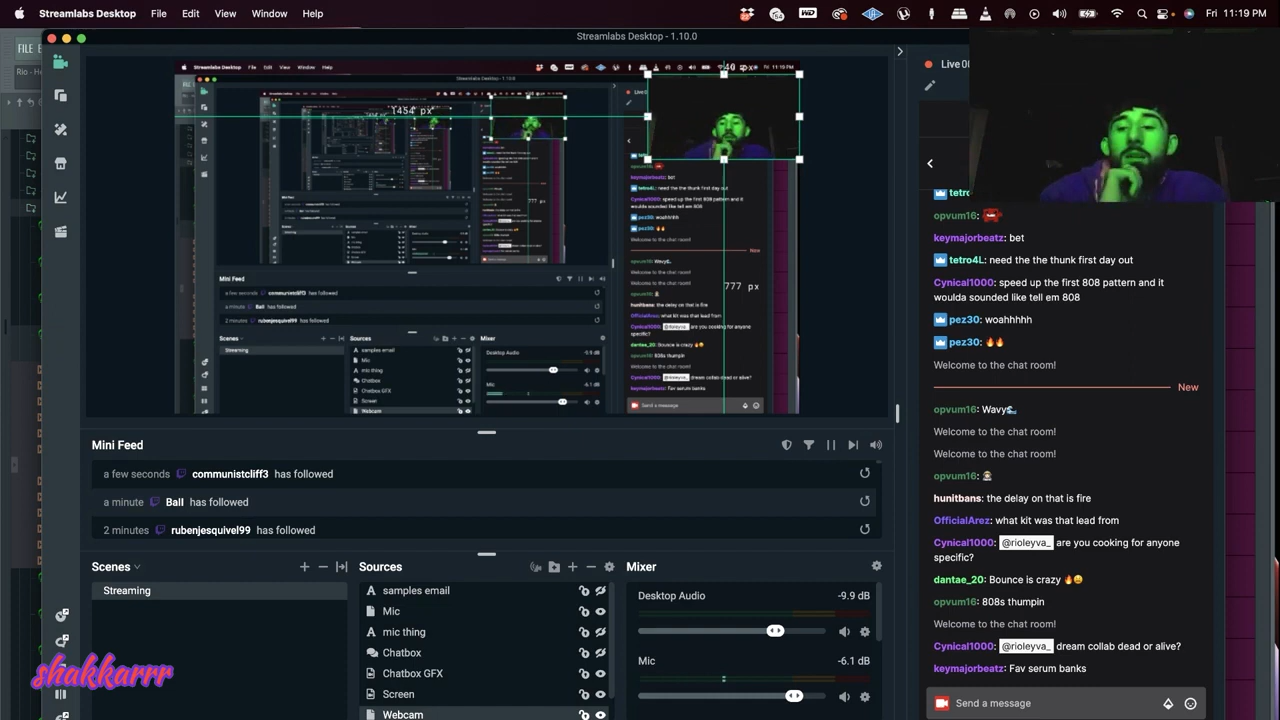 Streamlabs Desktop File Edit View Window Help
Fri 11:19 PM
Streamlabs Desktop - 1.10.0
FILE
Rio - He
Live
1454 px
777 px
tetro4L
opvum16:
keymajorbeatz: bet
tetro4L: need the the thunk first day out
Cynical1000: speed up the first 808 pattern and it
woulda sounded like tell em 808
pez30: woahhhhh
pez30: 🔥🔥
Welcome to the chat room!
New
opvum16: Wavy🌊
Welcome to the chat room!
Welcome to the chat room!
opvum16:
hunitbans: the delay on that is fire
OfficialArez: what kit was that lead from
Cynical1000: @rioleyva_ are you cooking for anyone
specific?
dantae_20: Bounce is crazy 🔥😄
opvum16: 808s thumpin
Welcome to the chat room!
Cynical1000: @rioleyva_ dream collab dead or alive?
keymajorbeatz: Fav serum banks
Send a message
Mini Feed
a few seconds communistcliff3 has followed
a minute Ball has followed
2 minutes rubenjesquivel99 has followed
Scenes
Streaming
Sources
samples email
Mic
mic thing
Chatbox
Chatbox GFX
Screen
Webcam
Mixer
Desktop Audio -9.9 dB
Mic -6.1 dB
shakkarrr